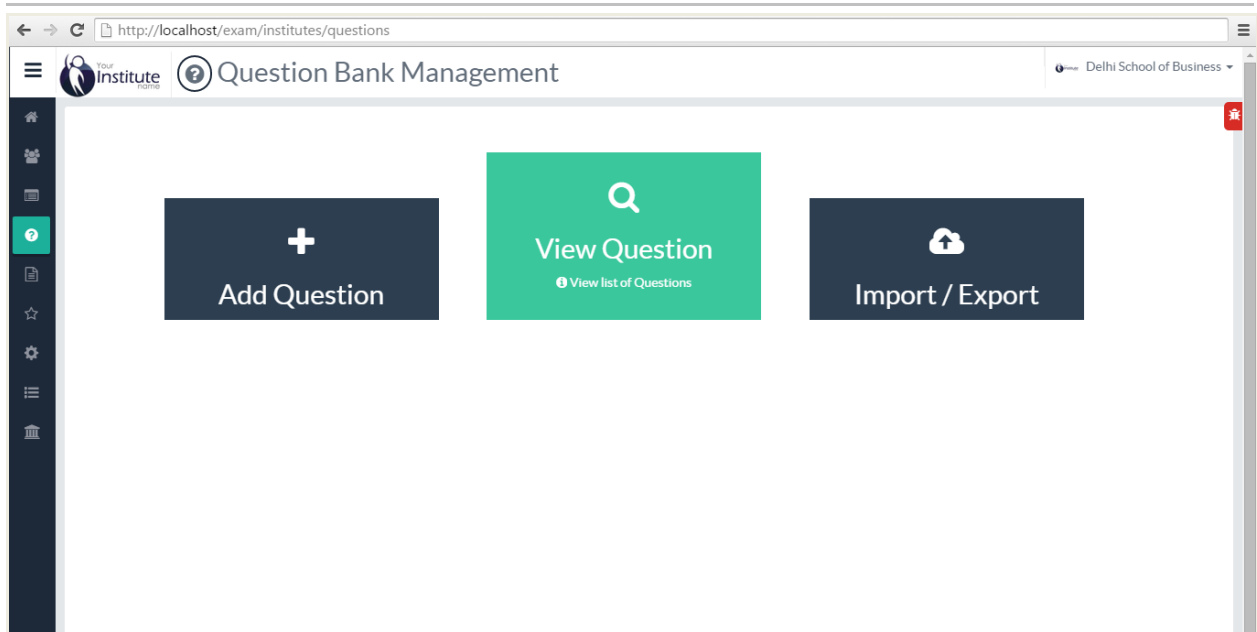 http://localhost/exam/institutes/questions
Your
Institute
name
Question Bank Management
Delhi School of Business
Add Question
View Question
View list of Questions
Import / Export